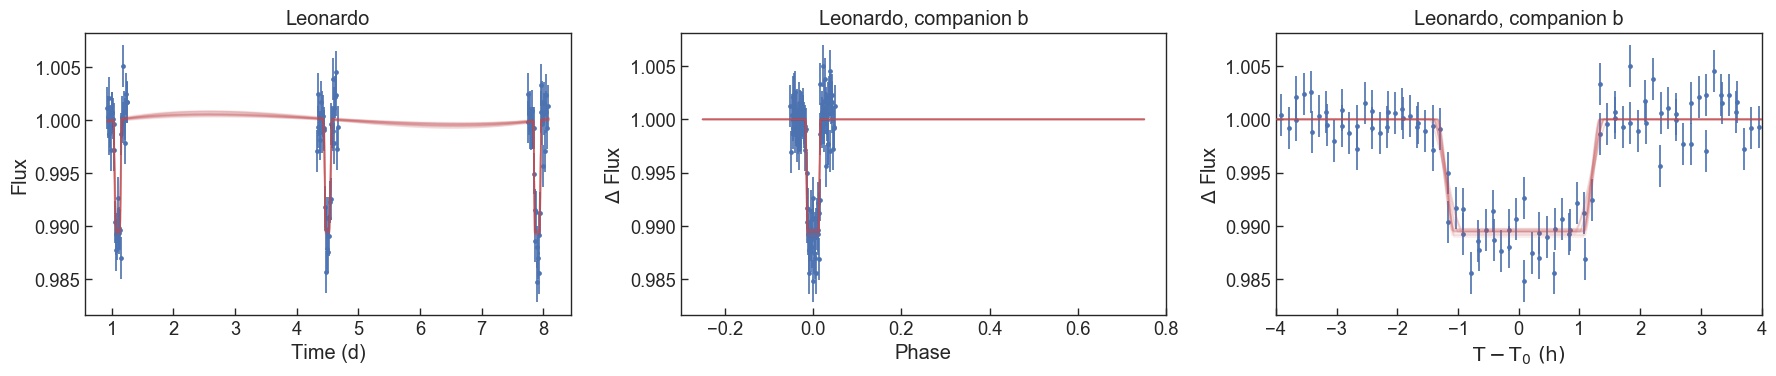 Leonardo
1.005
1.000
0.995
0.990
0.985
Flux
1 2 3 4 5 6 7 8
Time (d)
Leonardo, companion b
1.005
1.000
0.995
0.990
0.985
Δ Flux
−0.2 0.0 0.2 0.4 0.6 0.8
Phase
Leonardo, companion b
1.005
1.000
0.995
0.990
0.985
Δ Flux
−4 −3 −2 −1 0 1 2 3 4
T − T₀ (h)